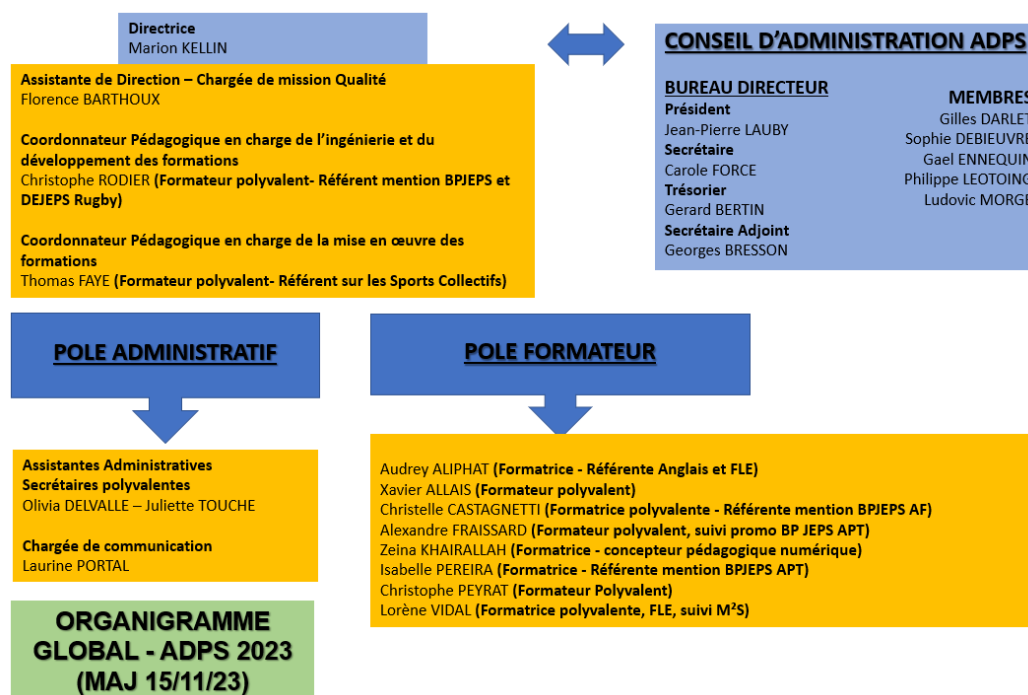 Directrice
Marion KELLIN
Assistante de Direction – Chargée de mission Qualité
Florence BARTHOUX
Coordonnateur Pédagogique en charge de l'ingénierie et du
développement des formations
Christophe RODIER (Formateur polyvalent- Référent mention BPJEPS et
DEJEPS Rugby)
Coordonnateur Pédagogique en charge de la mise en œuvre des
formations
Thomas FAYE (Formateur polyvalent- Référent sur les Sports Collectifs)
CONSEIL D'ADMINISTRATION ADPS
BUREAU DIRECTEUR
Président
Jean-Pierre LAUBY
Secrétaire
Carole FORCE
Trésorier
Gerard BERTIN
Secrétaire Adjoint
Georges BRESSON
MEMBRES
Gilles DARLET
Sophie DEBIEUVRE
Gael ENNEQUIN
Philippe LEOTOING
Ludovic MORGE
POLE ADMINISTRATIF
Assistantes Administratives
Secrétaires polyvalentes
Olivia DELVALLE – Juliette TOUCHE
Chargée de communication
Laurine PORTAL
POLE FORMATEUR
Audrey ALIPHAT (Formatrice - Référente Anglais et FLE)
Xavier ALLAIS (Formateur polyvalent)
Christelle CASTAGNETTI (Formatrice polyvalente - Référente mention BPJEPS AF)
Alexandre FRAISSARD (Formateur polyvalent, suivi promo BP JEPS APT)
Zeina KHAIRALLAH (Formatrice - concepteur pédagogique numérique)
Isabelle PEREIRA (Formatrice - Référente mention BPJEPS APT)
Christophe PEYRAT (Formateur Polyvalent)
Lorène VIDAL (Formatrice polyvalente, FLE, suivi M²S)
ORGANIGRAMME
GLOBAL - ADPS 2023
(MAJ 15/11/23)